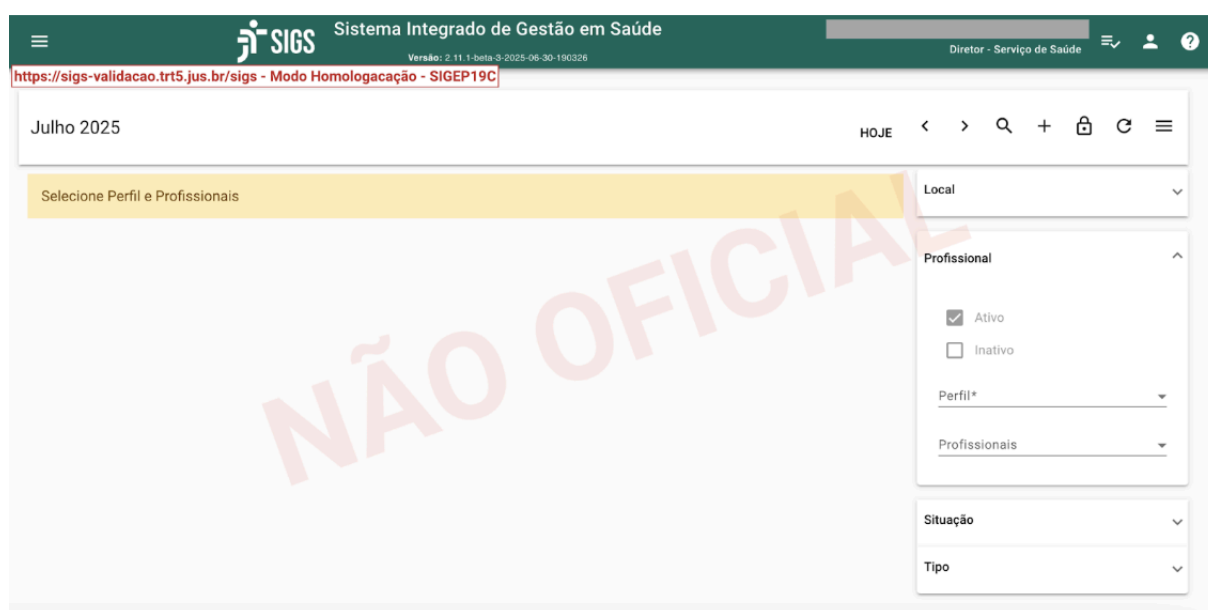 SIGS
Sistema Integrado de Gestão em Saúde
Versão: 2.11.1-beta-3-2025-06-30-190326
Diretor - Serviço de Saúde
https://sigs-validacao.trt5.jus.br/sigs - Modo Homologacação - SIGEP19C
Julho 2025
HOJE
Selecione Perfil e Profissionais
Local
Profissional
Ativo
Inativo
Perfil*
Profissionais
Situação
Tipo
NÃO OFICIAL